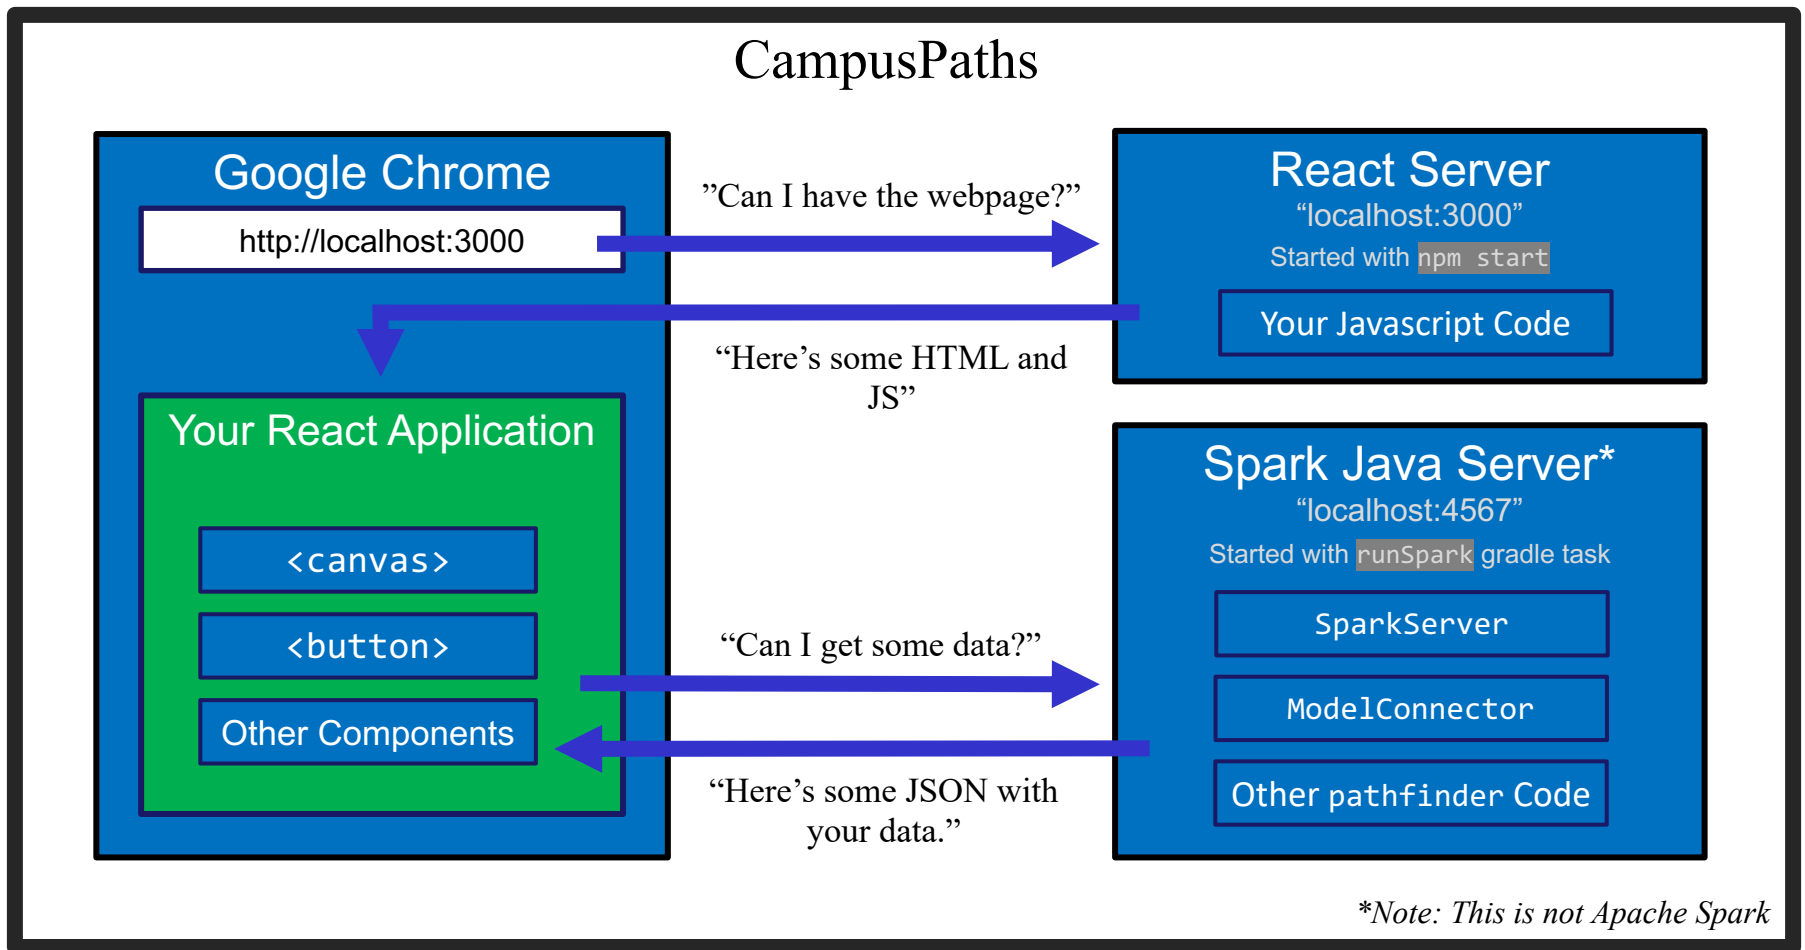 CampusPaths
Google Chrome
http://localhost:3000
”Can I have the webpage?”
“Here’s some HTML and
JS”
React Server
“localhost:3000”
Started with npm start
Your Javascript Code
Your React Application
<canvas>
<button>
Other Components
“Can I get some data?”
“Here’s some JSON with
your data.”
Spark Java Server*
“localhost:4567”
Started with runSpark gradle task
SparkServer
ModelConnector
Other pathfinder Code
*Note: This is not Apache Spark